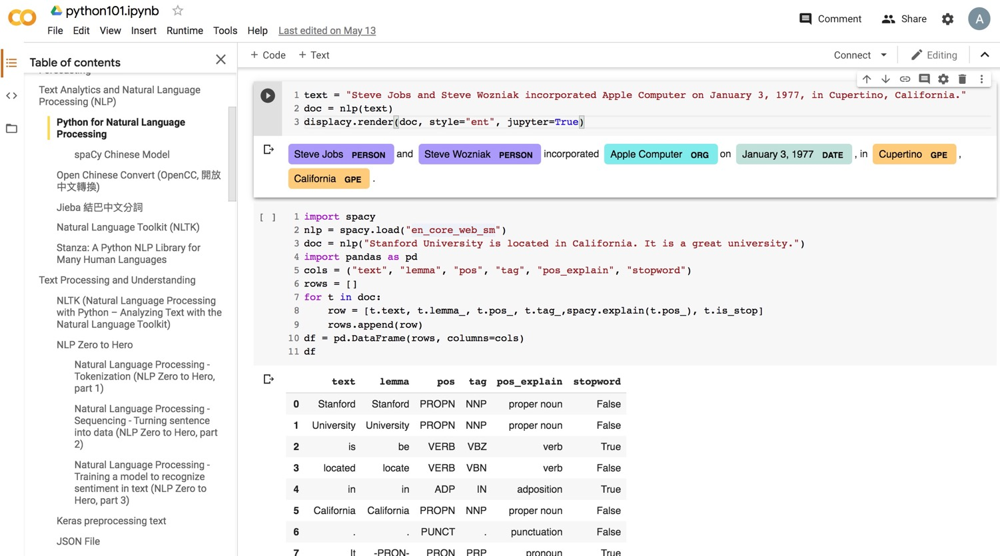 python101.ipynb
File Edit View Insert Runtime Tools Help Last edited on May 13
Comment Share A
Table of contents
Text Analytics and Natural Language
Processing (NLP)
Python for Natural Language
Processing
spaCy Chinese Model
Open Chinese Convert (OpenCC, 開放
中文轉換)
Jieba 結巴中文分詞
Natural Language Toolkit (NLTK)
Stanza: A Python NLP Library for
Many Human Languages
Text Processing and Understanding
NLTK (Natural Language Processing
with Python – Analyzing Text with the
Natural Language Toolkit)
NLP Zero to Hero
Natural Language Processing -
Tokenization (NLP Zero to Hero,
part 1)
Natural Language Processing -
Sequencing - Turning sentence
into data (NLP Zero to Hero, part
2)
Natural Language Processing -
Training a model to recognize
sentiment in text (NLP Zero to
Hero, part 3)
Keras preprocessing text
JSON File
+ Code + Text
Connect Editing
1 text = "Steve Jobs and Steve Wozniak incorporated Apple Computer on January 3, 1977, in Cupertino, California."
2 doc = nlp(text)
3 displacy.render(doc, style="ent", jupyter=True)
Steve Jobs PERSON and Steve Wozniak PERSON incorporated Apple Computer ORG on January 3, 1977 DATE , in Cupertino GPE ,
California GPE .
[ ] 1 import spacy
2 nlp = spacy.load("en_core_web_sm")
3 doc = nlp("Stanford University is located in California. It is a great university.")
4 import pandas as pd
5 cols = ("text", "lemma", "pos", "tag", "pos_explain", "stopword")
6 rows = []
7 for t in doc:
8 row = [t.text, t.lemma_, t.pos_, t.tag_,spacy.explain(t.pos_), t.is_stop]
9 rows.append(row)
10 df = pd.DataFrame(rows, columns=cols)
11 df
text lemma pos tag pos_explain stopword
0 Stanford Stanford PROPN NNP proper noun False
1 University University PROPN NNP proper noun False
2 is be VERB VBZ verb True
3 located locate VERB VBN verb False
4 in in ADP IN adposition True
5 California California PROPN NNP proper noun False
6 . . PUNCT . punctuation False
7 It -PRON- PRON PRP pronoun True